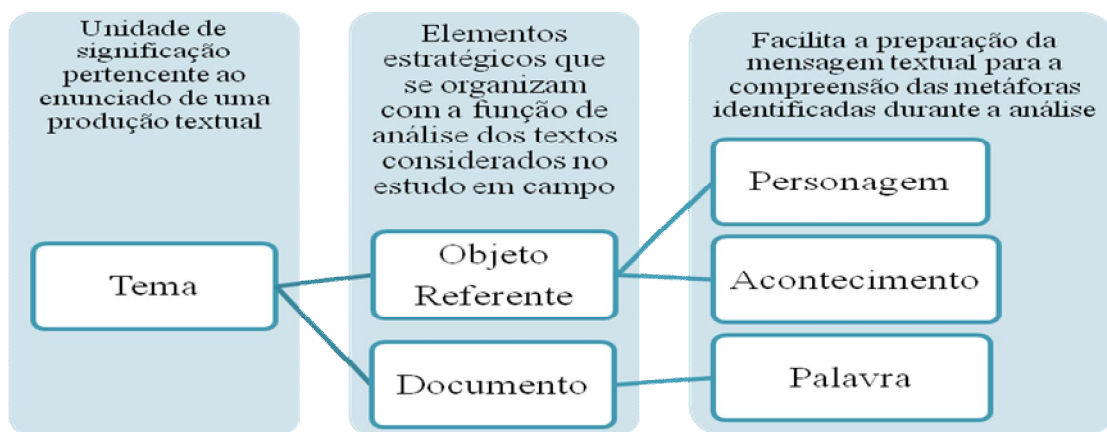 Unidade de
significação
pertencente ao
enunciado de uma
produção textual
Tema
Elementos
estratégicos que
se organizam
com a função de
análise dos textos
considerados no
estudo em campo
Objeto
Referente
Documento
Facilita a preparação da
mensagem textual para a
compreensão das metáforas
identificadas durante a análise
Personagem
Acontecimento
Palavra